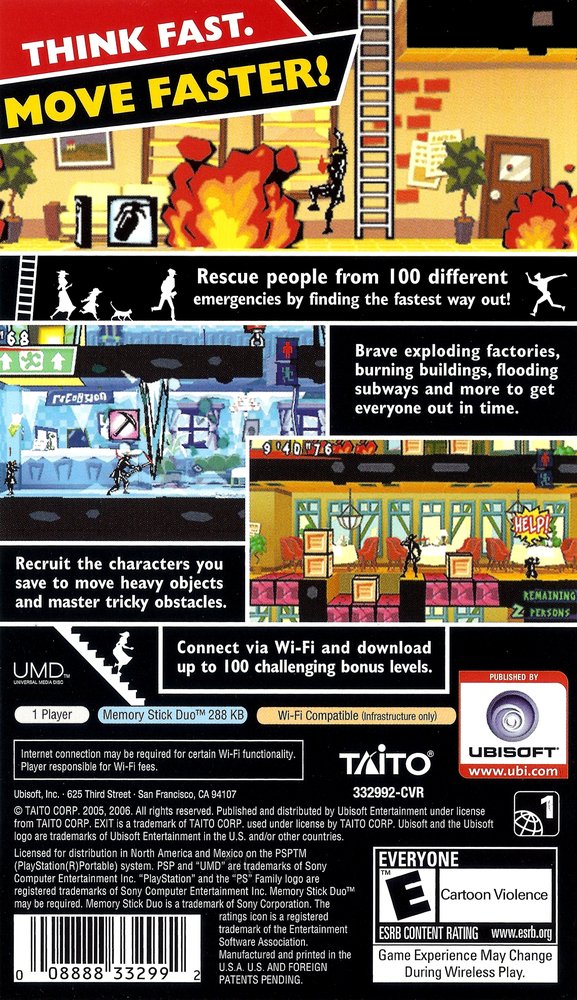 THINK FAST.
MOVE FASTER!
Rescue people from 100 different
emergencies by finding the fastest way out!
68
Brave exploding factories,
burning buildings, flooding
subways and more to get
everyone out in time.
9'40"76
HELP!
REMAINING
2 PERSONS
Recruit the characters you
save to move heavy objects
and master tricky obstacles.
Connect via Wi-Fi and download
up to 100 challenging bonus levels.
UMD™
UNIVERSAL MEDIA DISC
1 Player
Memory Stick Duo™ 288 KB
Wi-Fi Compatible (Infrastructure only)
PUBLISHED BY
UBISOFT
www.ubi.com
Internet connection may be required for certain Wi-Fi functionality.
Player responsible for Wi-Fi fees.
TAITO®
332992-CVR
Ubisoft, Inc. · 625 Third Street · San Francisco, CA 94107
© TAITO CORP. 2005, 2006. All rights reserved. Published and distributed by Ubisoft Entertainment under license
from TAITO CORP. EXIT is a trademark of TAITO CORP. used under license by TAITO CORP. Ubisoft and the Ubisoft
logo are trademarks of Ubisoft Entertainment in the U.S. and/or other countries.
1
Licensed for distribution in North America and Mexico on the PSPTM
(PlayStation(R)Portable) system. PSP and "UMD" are trademarks of Sony
Computer Entertainment Inc. "PlayStation" and the "PS" Family logo are
registered trademarks of Sony Computer Entertainment Inc. Memory Stick Duo™
may be required. Memory Stick Duo is a trademark of Sony Corporation. The
ratings icon is a registered
trademark of the Entertainment
Software Association.
Manufactured and printed in the
U.S.A. U.S. AND FOREIGN
PATENTS PENDING.
0 08888 33299 2
EVERYONE
E
Cartoon Violence
ESRB CONTENT RATING www.esrb.org
Game Experience May Change
During Wireless Play.